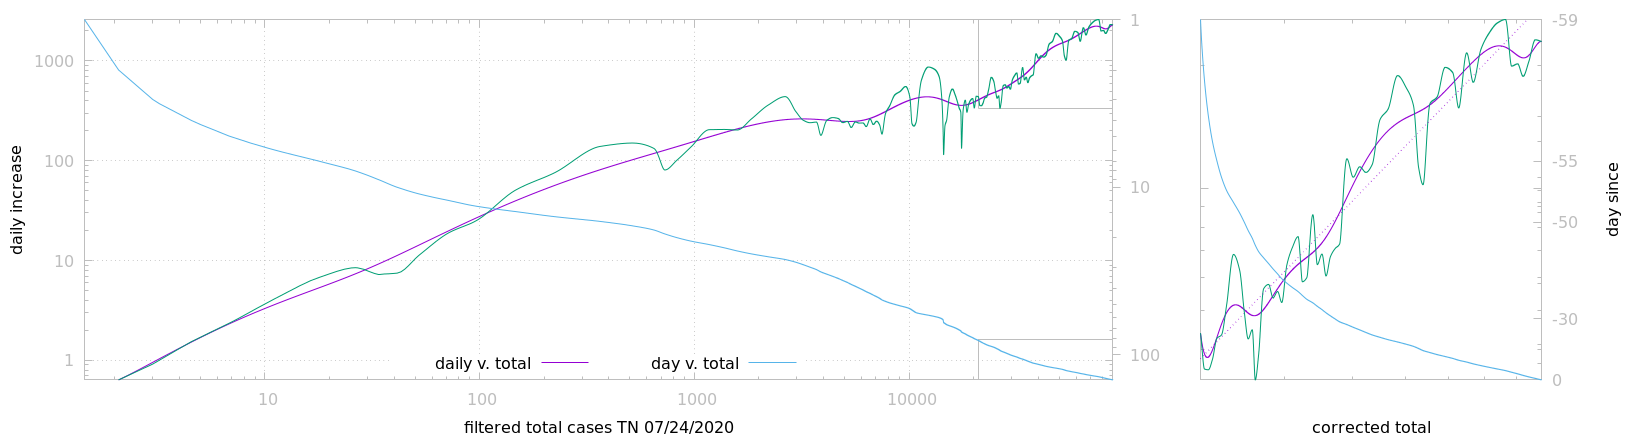 daily increase
1000
100
10
1
10
100
1000
10000
filtered total cases TN 07/24/2020
daily v. total
day v. total
1
10
100
-59
-55
-50
-30
0
day since
corrected total